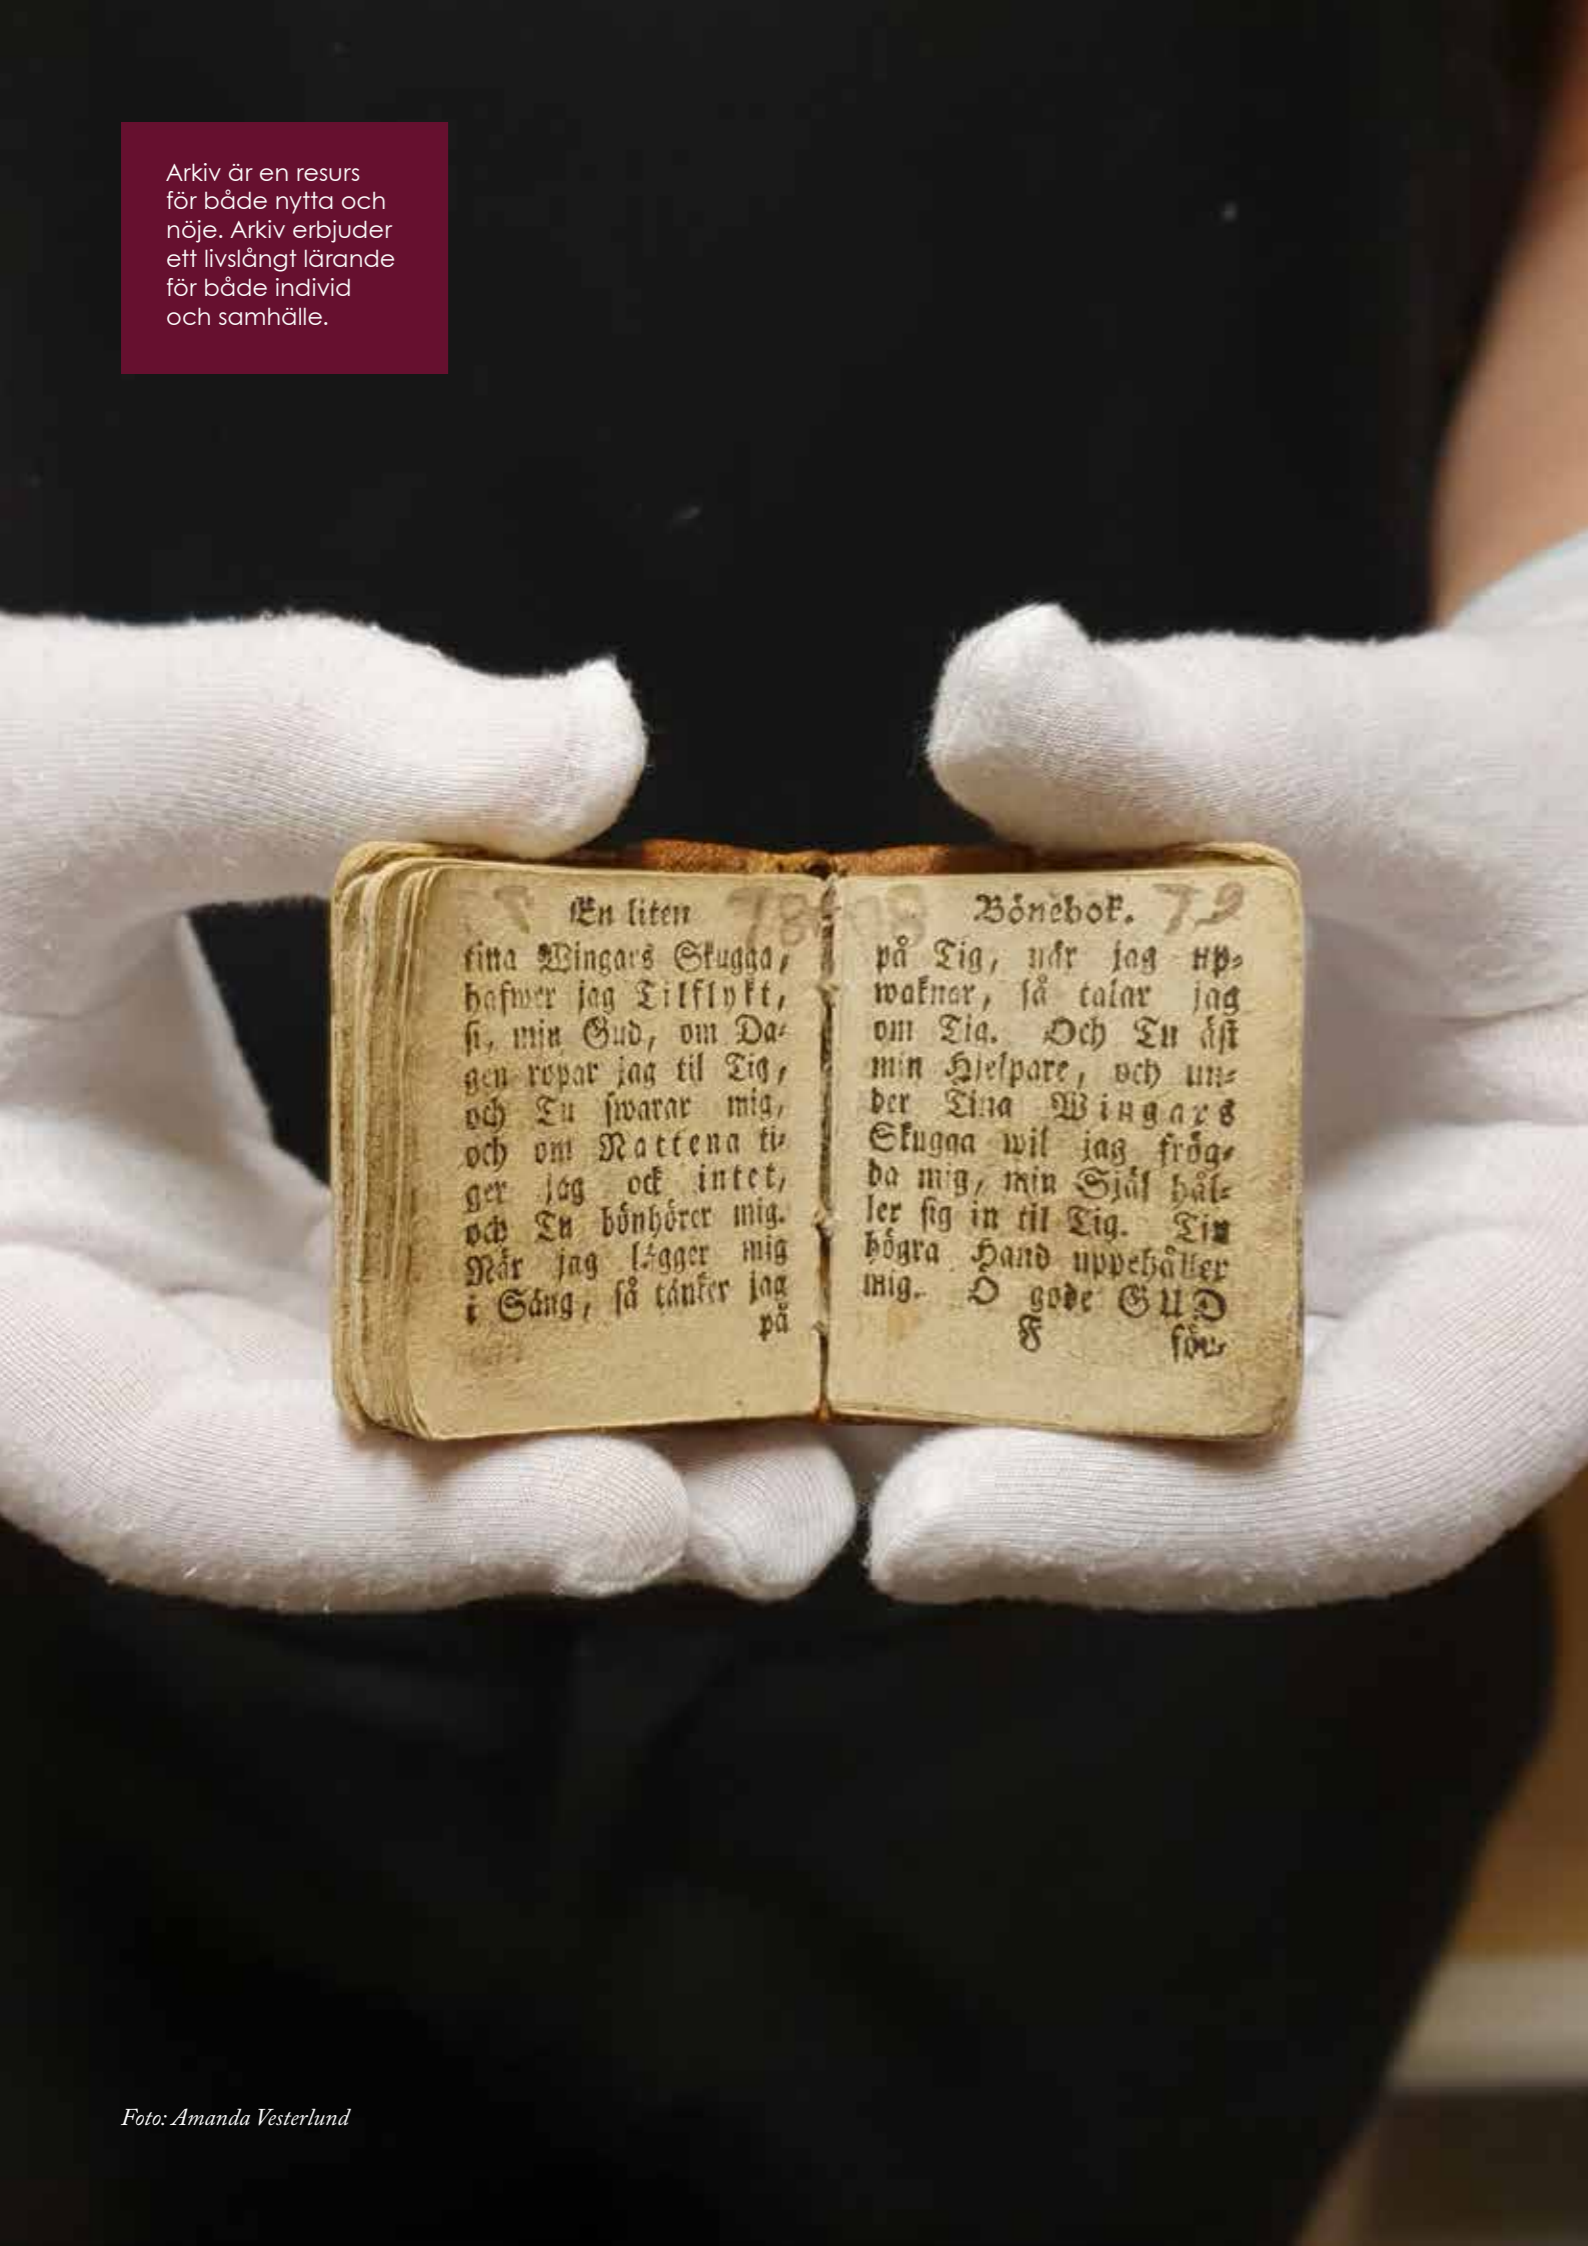 Arkiv är en resurs
för både nytta och
nöje. Arkiv erbjuder
ett livslångt lärande
för både individ
och samhälle.
En liten 78
tina Wingars Skugga,
hafwer jag Tilflykt,
si, min Gud, om Da-
gen ropar jag til Tig,
och Tu swarar mig,
och om Nattena ti-
ger jag ock intet,
och Tu bönhörer mig.
När jag lägger mig
i Säng, så tänker jag
på
Bönebok. 79
på Tig, när jag up-
waknar, så talar jag
om Tig. Och Tu äst
min Hjelpare, och un-
der Tina Wingars
Skugga wil jag frög-
da mig, min Själ hål-
ler sig in til Tig. Tin
högra Hand uppehåller
mig. O gode GUD
F för-
Foto: Amanda Vesterlund